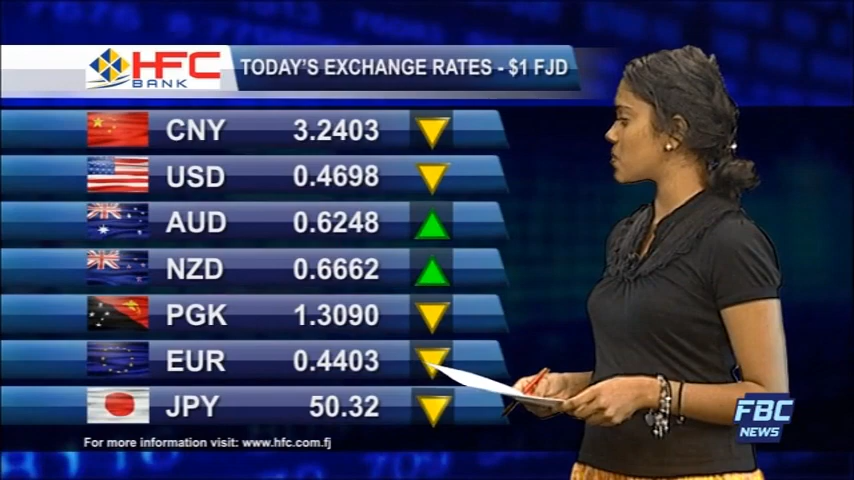 HFC
BANK
TODAY'S EXCHANGE RATES - $1 FJD
CNY 3.2403
USD 0.4698
AUD 0.6248
NZD 0.6662
PGK 1.3090
EUR 0.4403
JPY 50.32
For more information visit: www.hfc.com.fj
FBC
NEWS